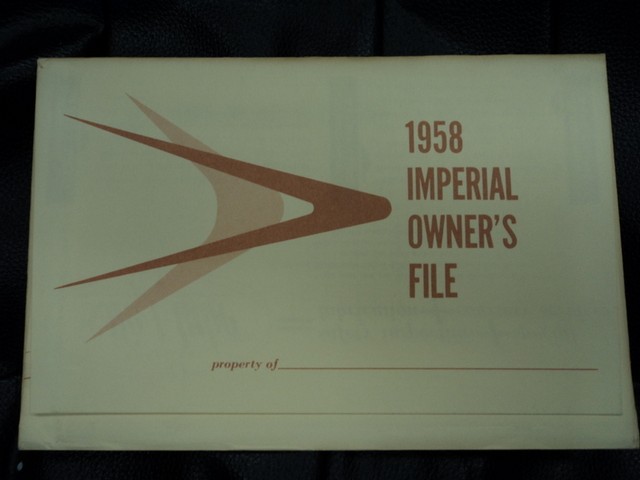 1958
IMPERIAL
OWNER'S
FILE
property of